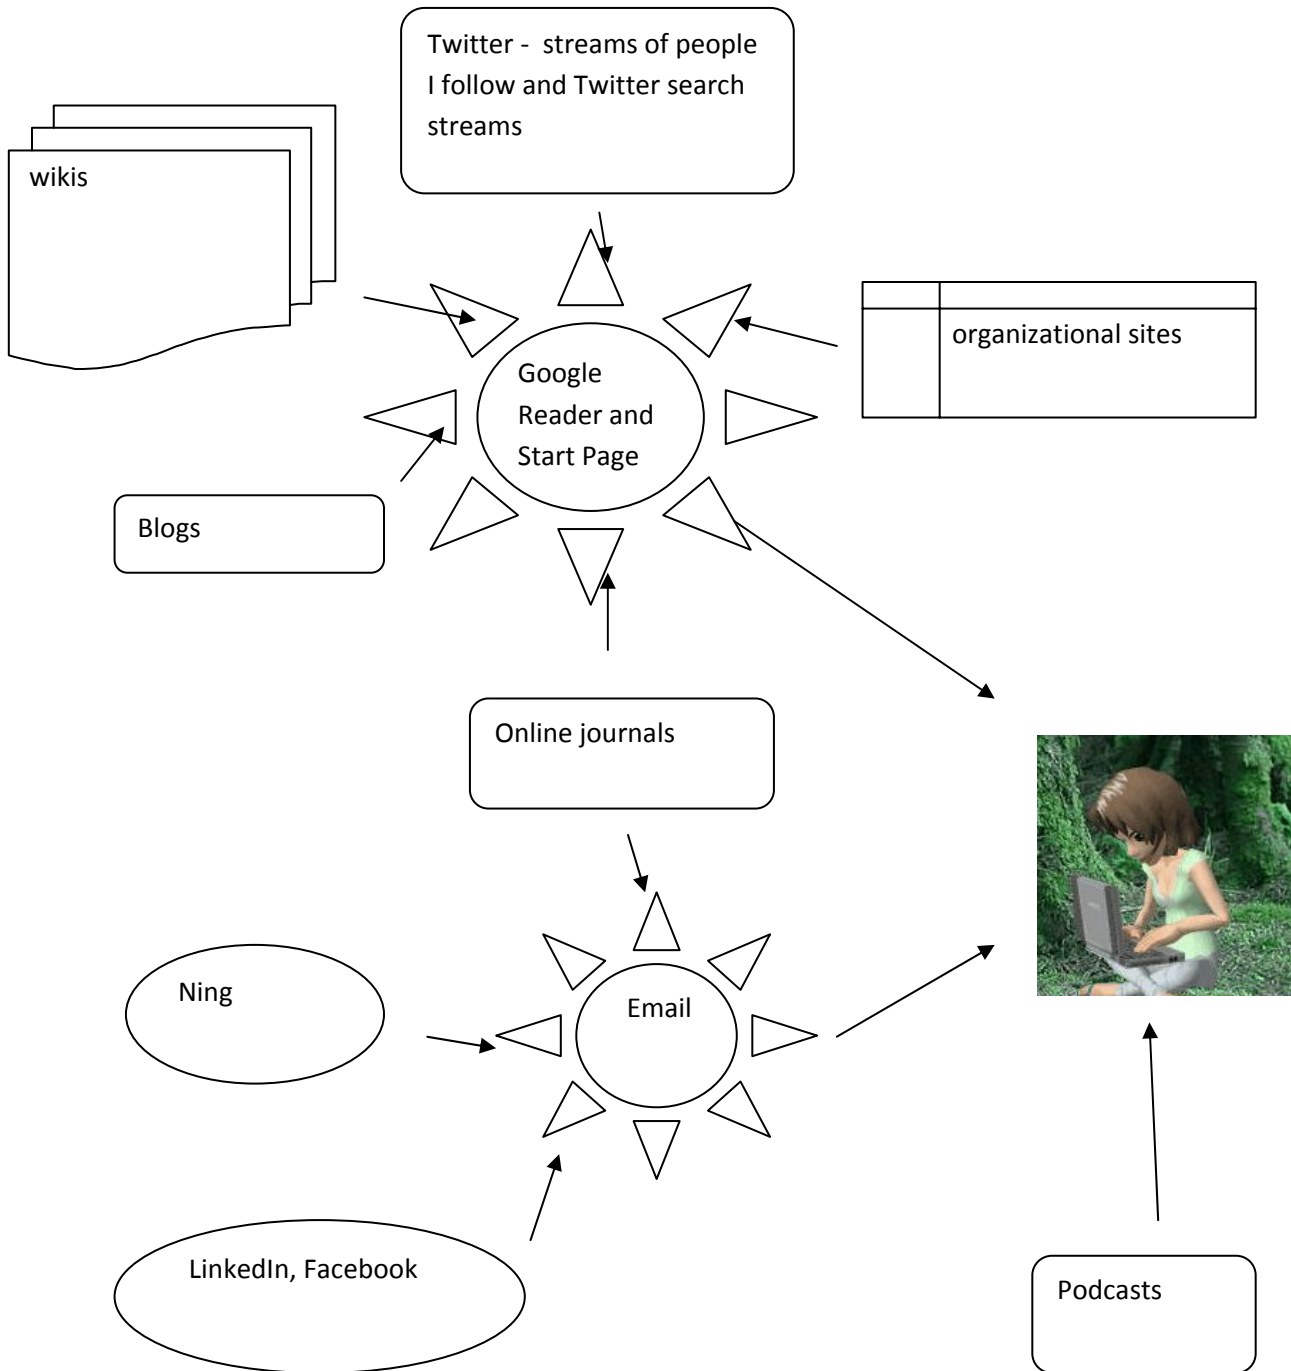 Twitter -  streams of people
I follow and Twitter search
streams
wikis
organizational sites
Google
Reader and
Start Page
Blogs
Online journals
Ning
Email
LinkedIn, Facebook
Podcasts